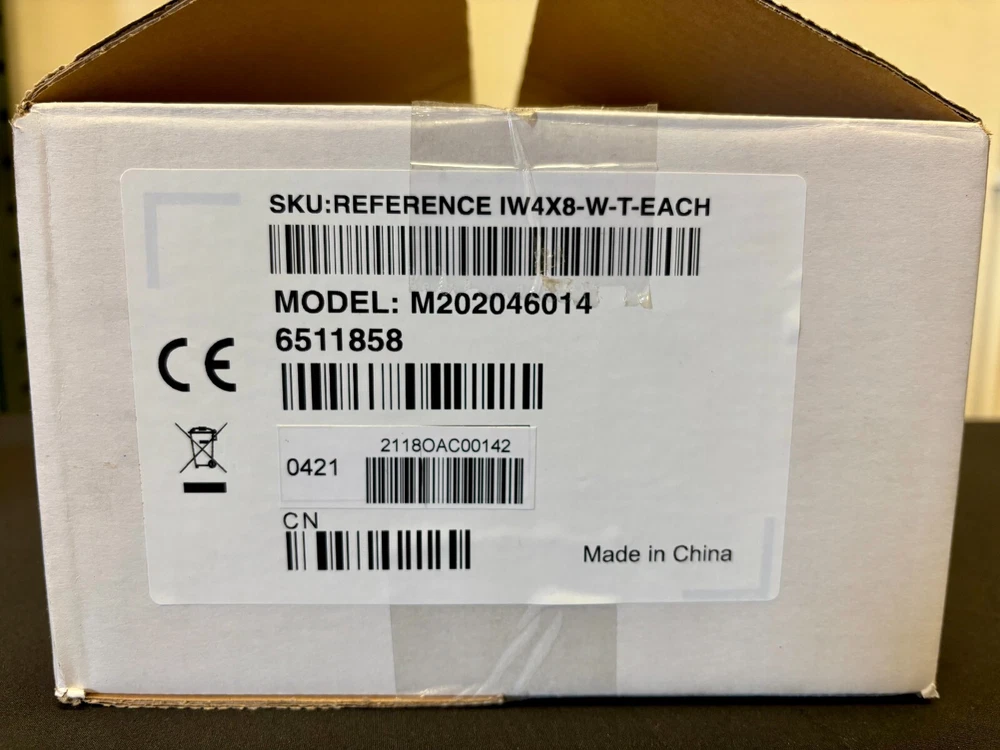 SKU:REFERENCE IW4X8-W-T-EACH
MODEL: M202046014
6511858
CE
2118OAC00142
0421
CN
Made in China